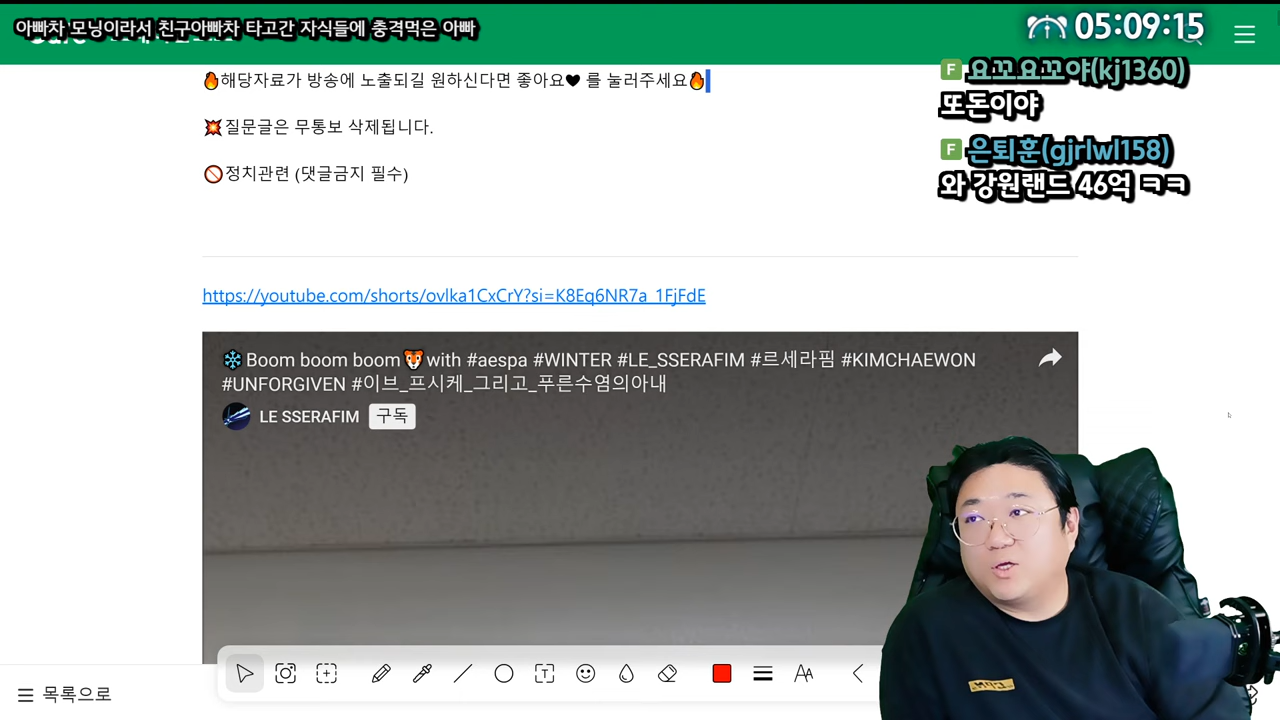 아빠차 모닝이라서 친구아빠차 타고간 자식들에 충격먹은 아빠
05:09:15
🔥해당자료가 방송에 노출되길 원하신다면 좋아요🖤 를 눌러주세요🔥
F 요꼬요꼬야(kj1360)
또돈이야
💥질문글은 무통보 삭제됩니다.
F 은퇴훈(gjrlwl158)
와 강원랜드 46억 ㅋㅋ
🚫정치관련 (댓글금지 필수)
https://youtube.com/shorts/ovlka1CxCrY?si=K8Eq6NR7a_1FjFdE
❄️Boom boom boom🐯with #aespa #WINTER #LE_SSERAFIM #르세라핌 #KIMCHAEWON
#UNFORGIVEN #이브_프시케_그리고_푸른수염의아내
LE SSERAFIM 구독
T AA
☰ 목록으로